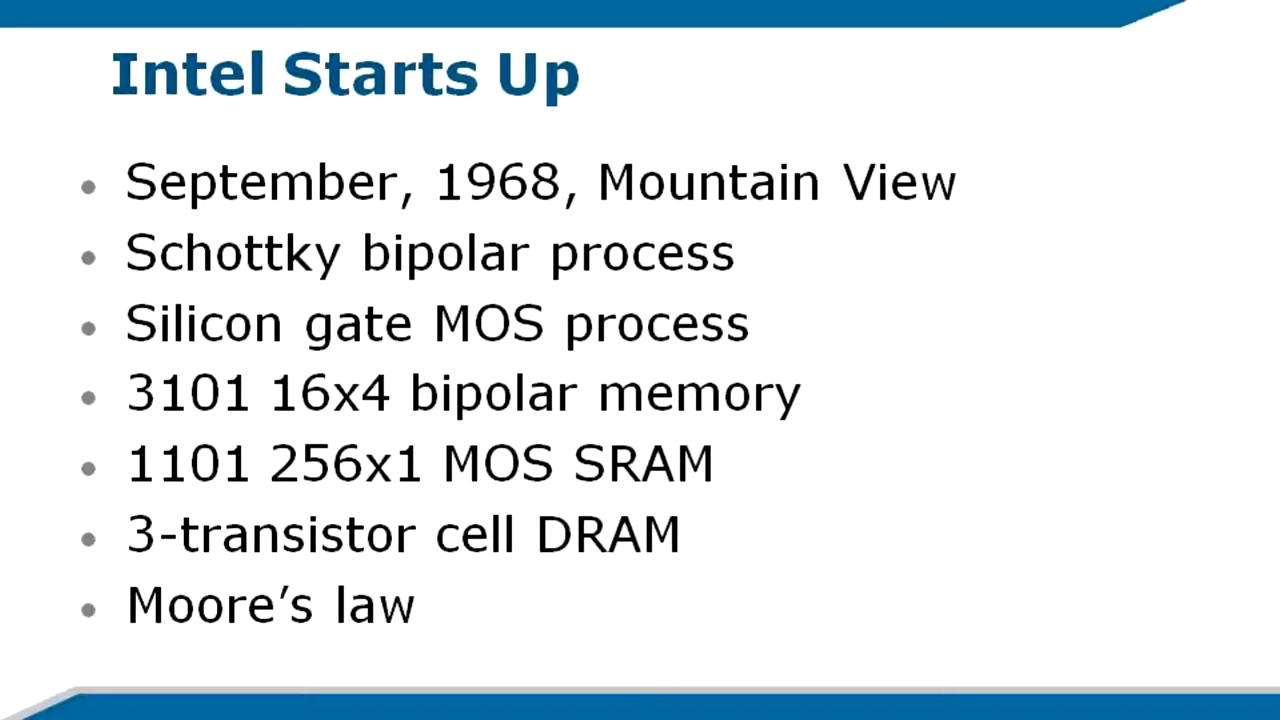 Intel Starts Up
• September, 1968, Mountain View
• Schottky bipolar process
• Silicon gate MOS process
• 3101 16x4 bipolar memory
• 1101 256x1 MOS SRAM
• 3-transistor cell DRAM
• Moore’s law